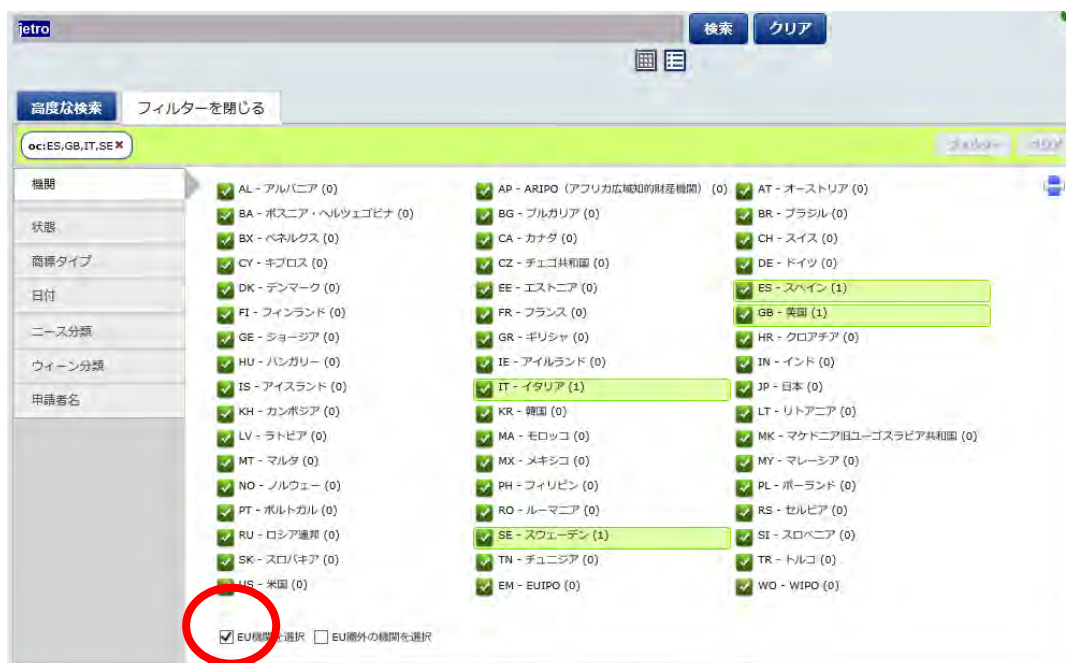 jetro 検索 クリア
高度な検索 フィルターを閉じる
oc:ES,GB,IT,SE×
機関
状態
商標タイプ
日付
ニース分類
ウィーン分類
申請者名
AL - アルバニア (0) AP - ARIPO（アフリカ広域知的財産機関） (0) AT - オーストリア (0)
BA - ボスニア・ヘルツェゴビナ (0) BG - ブルガリア (0) BR - ブラジル (0)
BX - ベネルクス (0) CA - カナダ (0) CH - スイス (0)
CY - キプロス (0) CZ - チェコ共和国 (0) DE - ドイツ (0)
DK - デンマーク (0) EE - エストニア (0) ES - スペイン (1)
FI - フィンランド (0) FR - フランス (0) GB - 英国 (1)
GE - ジョージア (0) GR - ギリシャ (0) HR - クロアチア (0)
HU - ハンガリー (0) IE - アイルランド (0) IN - インド (0)
IS - アイスランド (0) IT - イタリア (1) JP - 日本 (0)
KH - カンボジア (0) KR - 韓国 (0) LT - リトアニア (0)
LV - ラトビア (0) MA - モロッコ (0) MK - マケドニア旧ユーゴスラビア共和国 (0)
MT - マルタ (0) MX - メキシコ (0) MY - マレーシア (0)
NO - ノルウェー (0) PH - フィリピン (0) PL - ポーランド (0)
PT - ポルトガル (0) RO - ルーマニア (0) RS - セルビア (0)
RU - ロシア連邦 (0) SE - スウェーデン (1) SI - スロベニア (0)
SK - スロバキア (0) TN - チュニジア (0) TR - トルコ (0)
US - 米国 (0) EM - EUIPO (0) WO - WIPO (0)
EU機関を選択 EU圏外の機関を選択